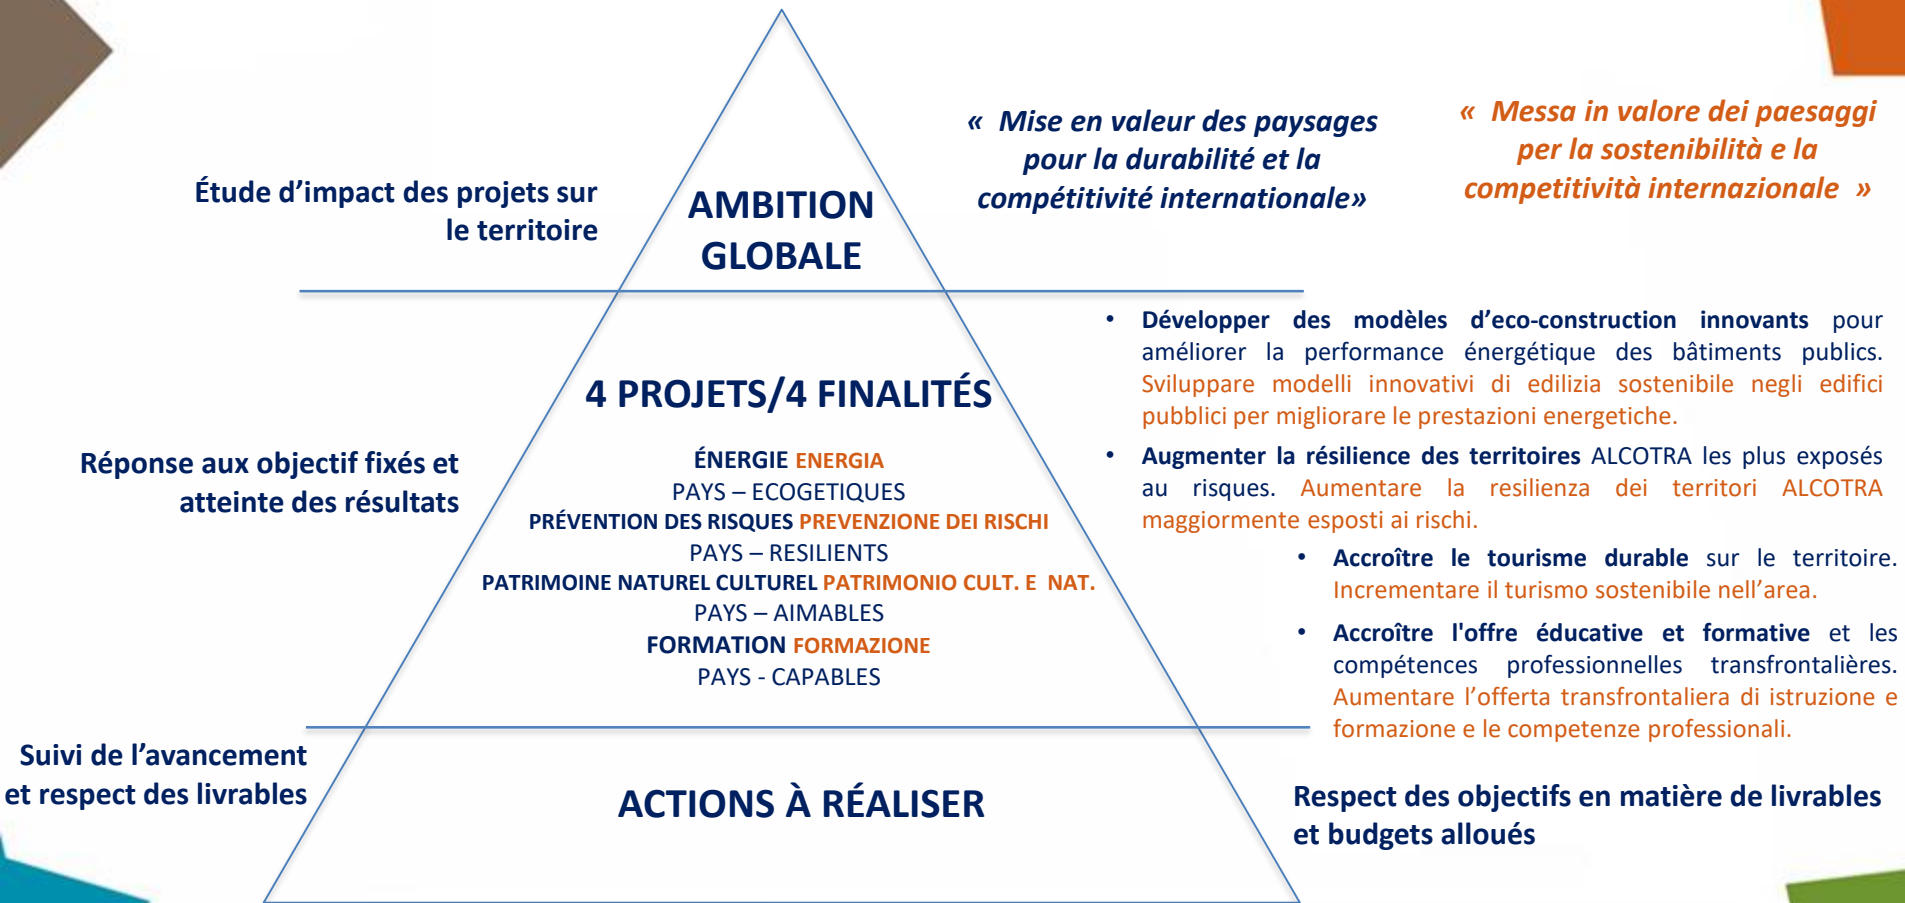 « Mise en valeur des paysages
pour la durabilité et la
compétitivité internationale»
« Messa in valore dei paesaggi
per la sostenibilità e la
competitività internazionale »
Étude d’impact des projets sur
le territoire
AMBITION
GLOBALE
• Développer des modèles d’eco-construction innovants pour
améliorer la performance énergétique des bâtiments publics.
Sviluppare modelli innovativi di edilizia sostenibile negli edifici
pubblici per migliorare le prestazioni energetiche.
• Augmenter la résilience des territoires ALCOTRA les plus exposés
au risques. Aumentare la resilienza dei territori ALCOTRA
maggiormente esposti ai rischi.
• Accroître le tourisme durable sur le territoire.
Incrementare il turismo sostenibile nell’area.
• Accroître l'offre éducative et formative et les
compétences professionnelles transfrontalières.
Aumentare l’offerta transfrontaliera di istruzione e
formazione e le competenze professionali.
4 PROJETS/4 FINALITÉS
Réponse aux objectif fixés et
atteinte des résultats
ÉNERGIE ENERGIA
PAYS – ECOGETIQUES
PRÉVENTION DES RISQUES PREVENZIONE DEI RISCHI
PAYS – RESILIENTS
PATRIMOINE NATUREL CULTUREL PATRIMONIO CULT. E NAT.
PAYS – AIMABLES
FORMATION FORMAZIONE
PAYS - CAPABLES
Suivi de l’avancement
et respect des livrables
ACTIONS À RÉALISER
Respect des objectifs en matière de livrables
et budgets alloués